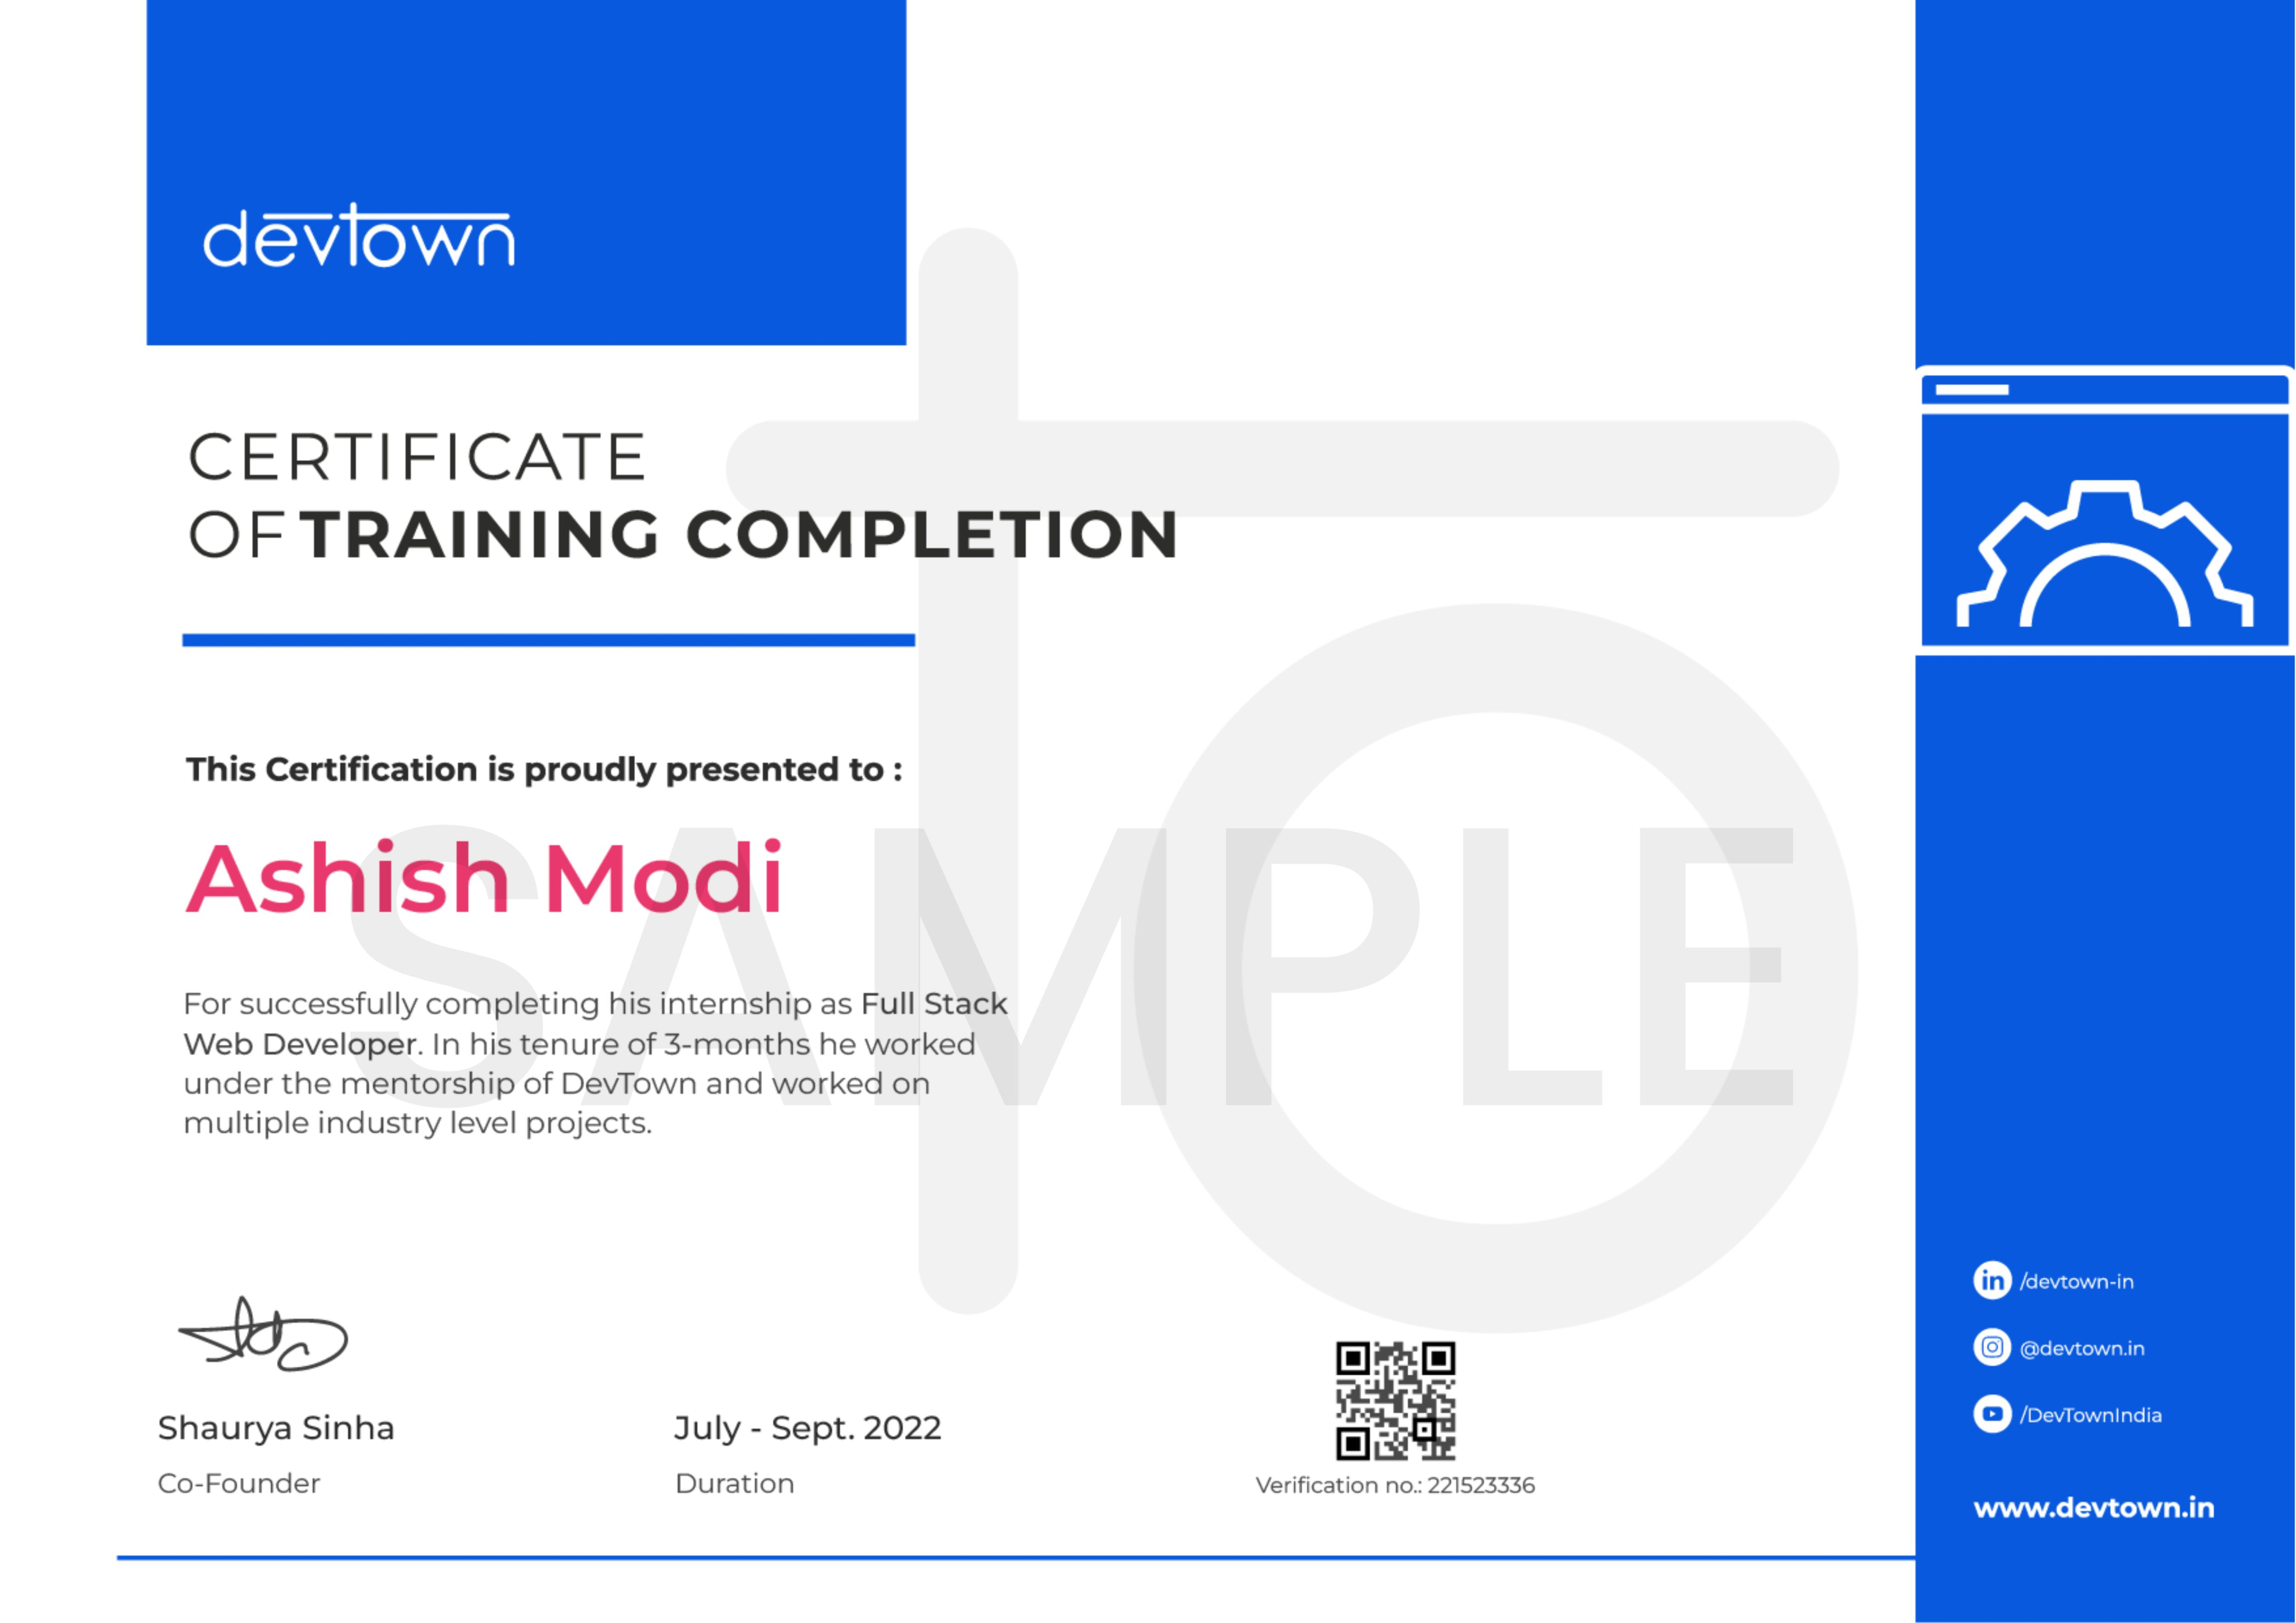 devtown
CERTIFICATE
OF TRAINING COMPLETION
This Certification is proudly presented to :
Ashish Modi
SAMPLE
For successfully completing his internship as Full Stack
Web Developer. In his tenure of 3-months he worked
under the mentorship of DevTown and worked on
multiple industry level projects.
Shaurya Sinha
Co-Founder
July - Sept. 2022
Duration
Verification no.: 221523336
in /devtown-in
@devtown.in
/DevTownIndia
www.devtown.in